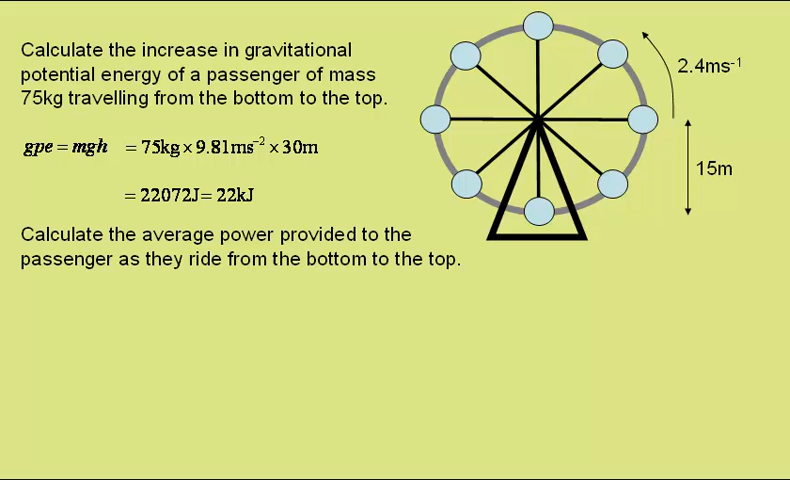 Calculate the increase in gravitational
potential energy of a passenger of mass
75kg travelling from the bottom to the top.
gpe = mgh = 75kg × 9.81ms⁻² × 30m
= 22072J = 22kJ
Calculate the average power provided to the
passenger as they ride from the bottom to the top.
2.4ms⁻¹
15m